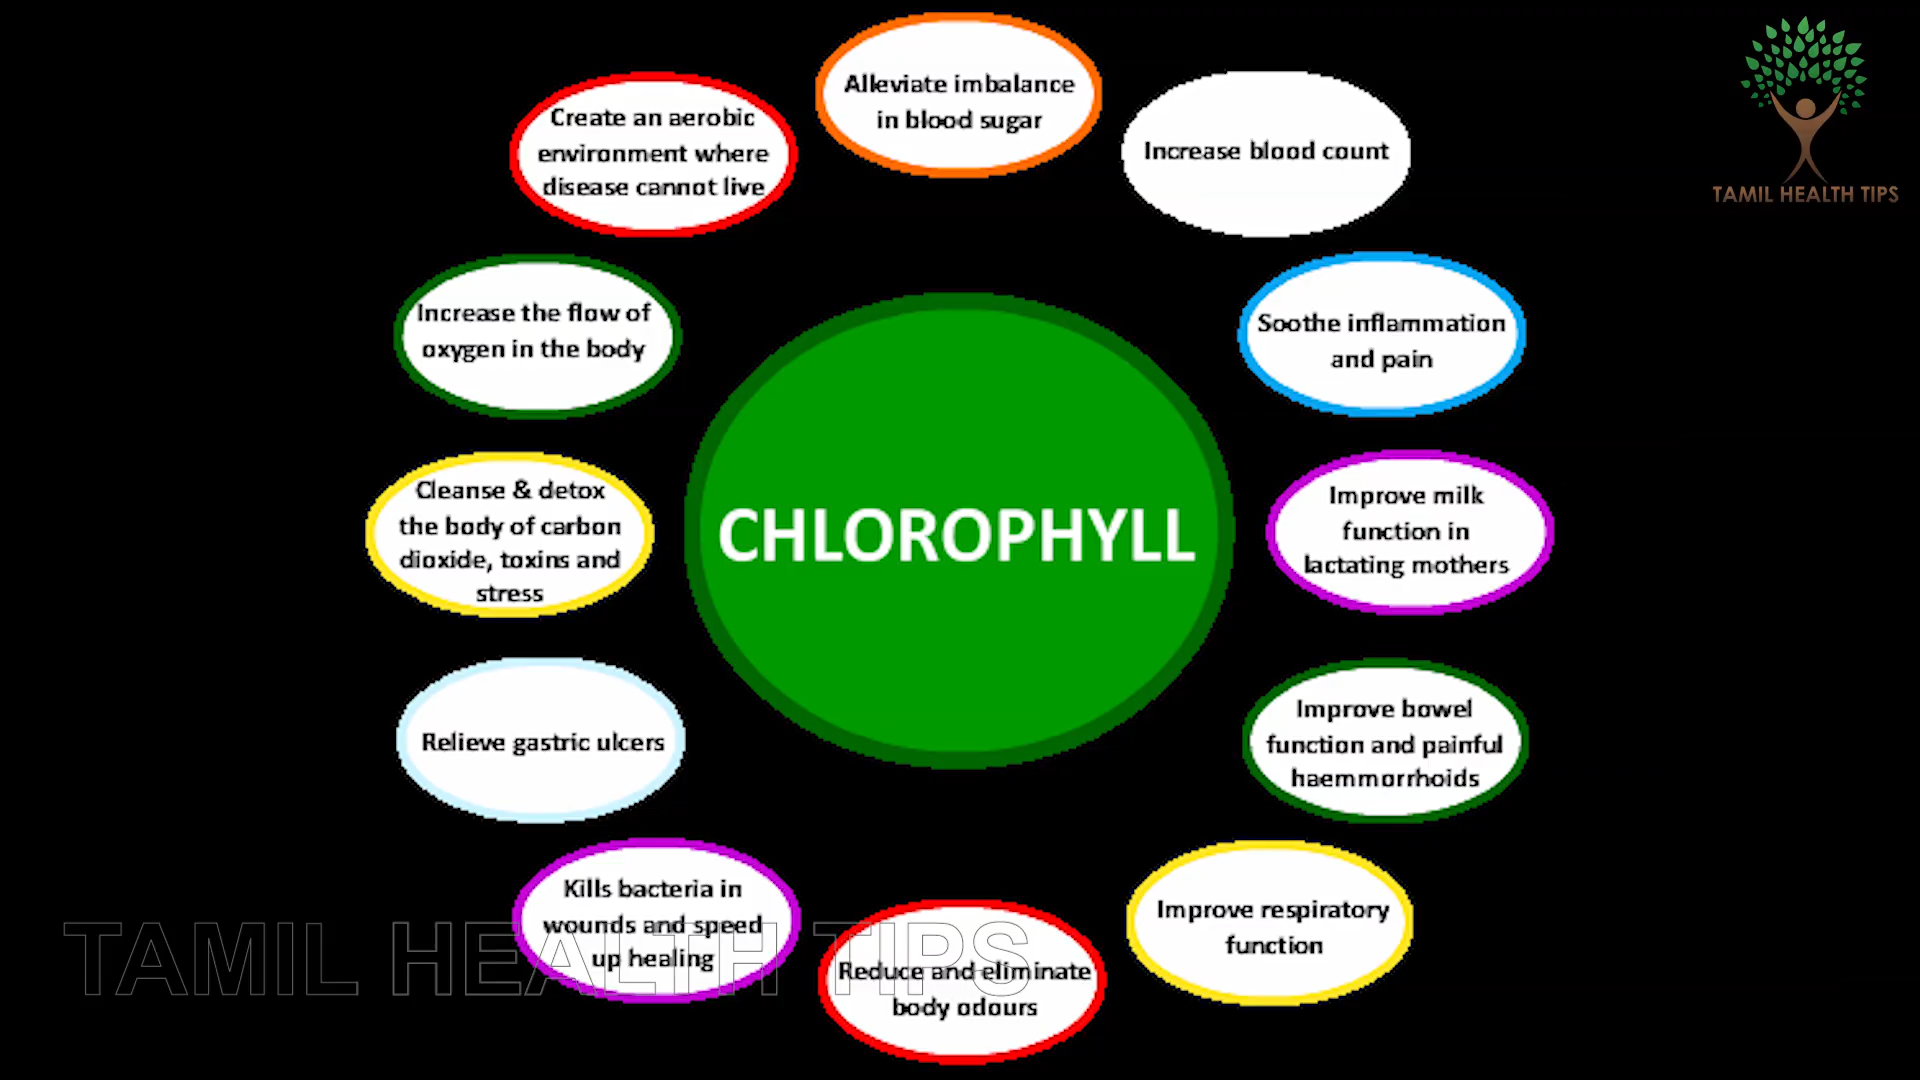 Alleviate imbalance
in blood sugar
Increase blood count
Soothe inflammation
and pain
Improve milk
function in
lactating mothers
Improve bowel
function and painful
haemmorrhoids
Improve respiratory
function
Reduce and eliminate
body odours
Kills bacteria in
wounds and speed
up healing
Relieve gastric ulcers
Cleanse & detox
the body of carbon
dioxide, toxins and
stress
Increase the flow of
oxygen in the body
Create an aerobic
environment where
disease cannot live
CHLOROPHYLL
TAMIL HEALTH TIPS
TAMIL HEALTH TIPS